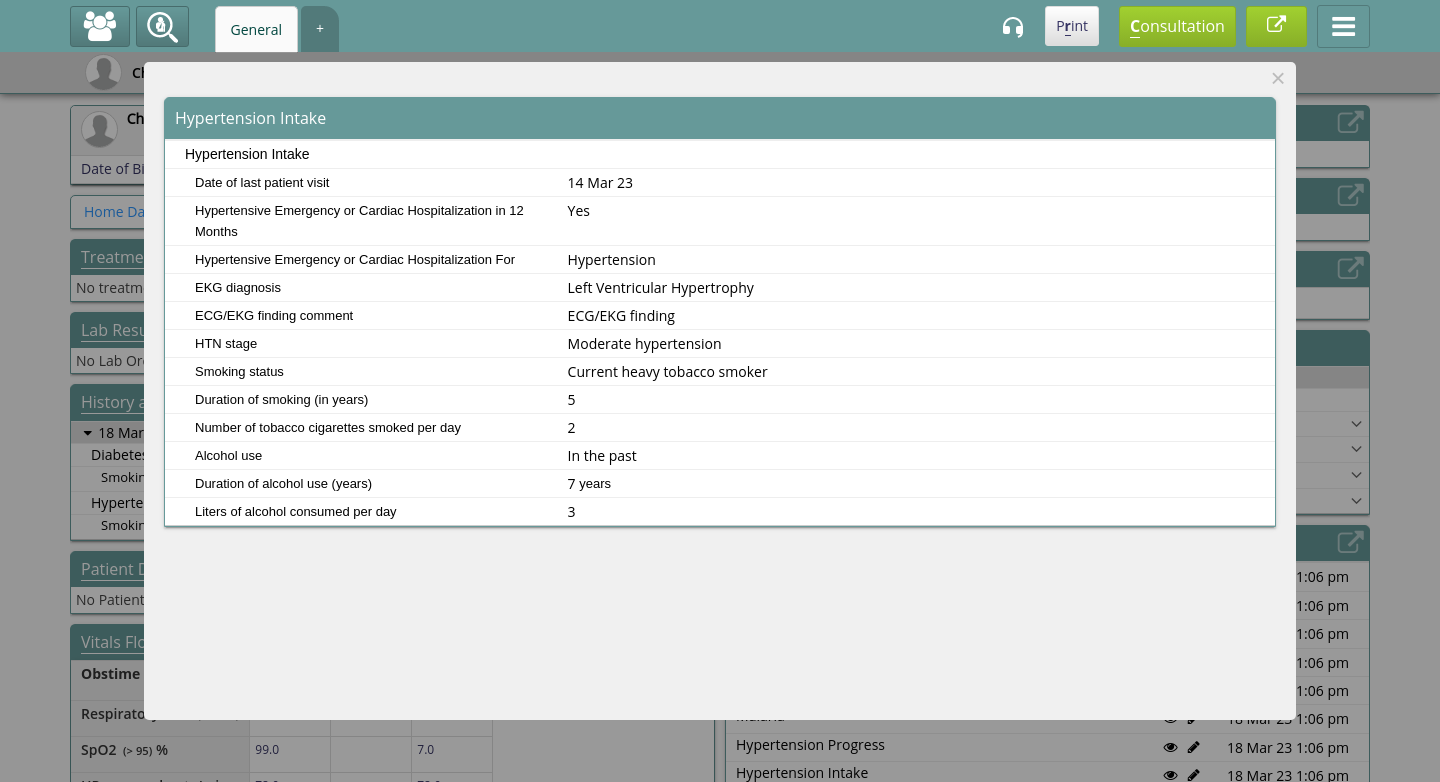 General
+
Print
Consultation
Ch
×
Ch
Date of Bi
Home Da
Treatme
No treatm
Lab Resu
No Lab Or
History a
18 Mar
Diabetes
Smokin
Hyperte
Smokin
Patient D
No Patient
Vitals Flo
Obstime
Respirato
SpO2 (> 95) %
99.0
7.0
Hypertension Intake
Hypertension Intake
Date of last patient visit 14 Mar 23
Hypertensive Emergency or Cardiac Hospitalization in 12 Months Yes
Hypertensive Emergency or Cardiac Hospitalization For Hypertension
EKG diagnosis Left Ventricular Hypertrophy
ECG/EKG finding comment ECG/EKG finding
HTN stage Moderate hypertension
Smoking status Current heavy tobacco smoker
Duration of smoking (in years) 5
Number of tobacco cigarettes smoked per day 2
Alcohol use In the past
Duration of alcohol use (years) 7 years
Liters of alcohol consumed per day 3
1:06 pm
1:06 pm
1:06 pm
1:06 pm
1:06 pm
Malaria 18 Mar 23 1:06 pm
Hypertension Progress 18 Mar 23 1:06 pm
Hypertension Intake 18 Mar 23 1:06 pm